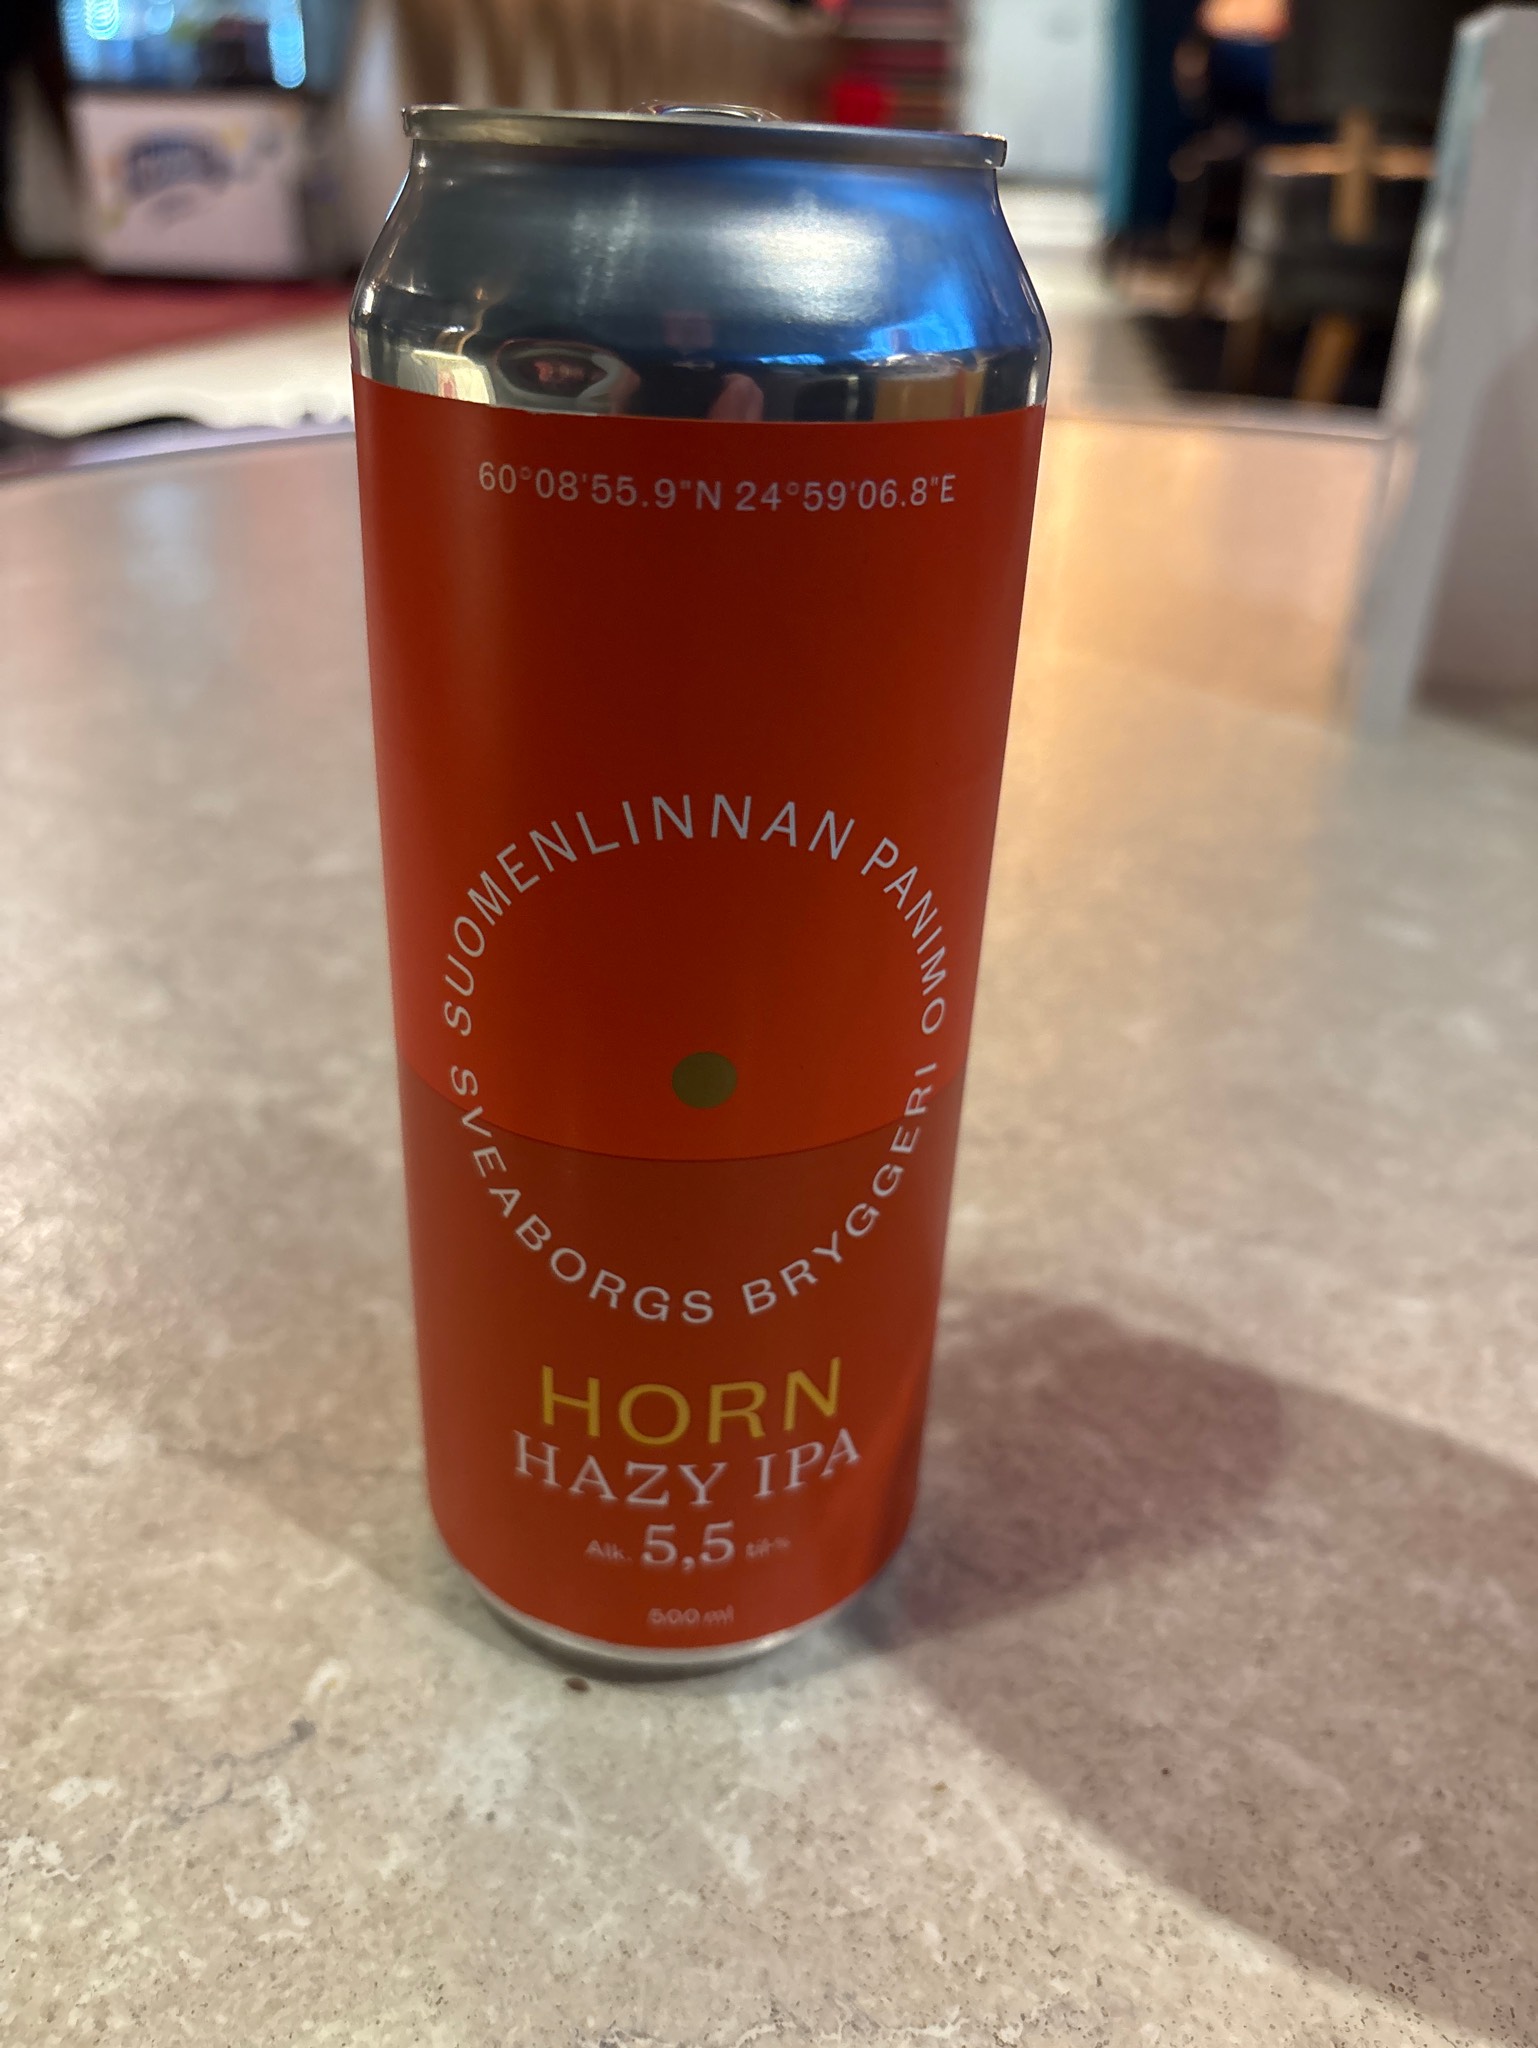 60°08'55.9"N 24°59'06.8"E
SUOMENLINNAN PANIMO
SVEABORGS BRYGGERI
HORN
HAZY IPA
Alk. 5,5 til-%
500 ml